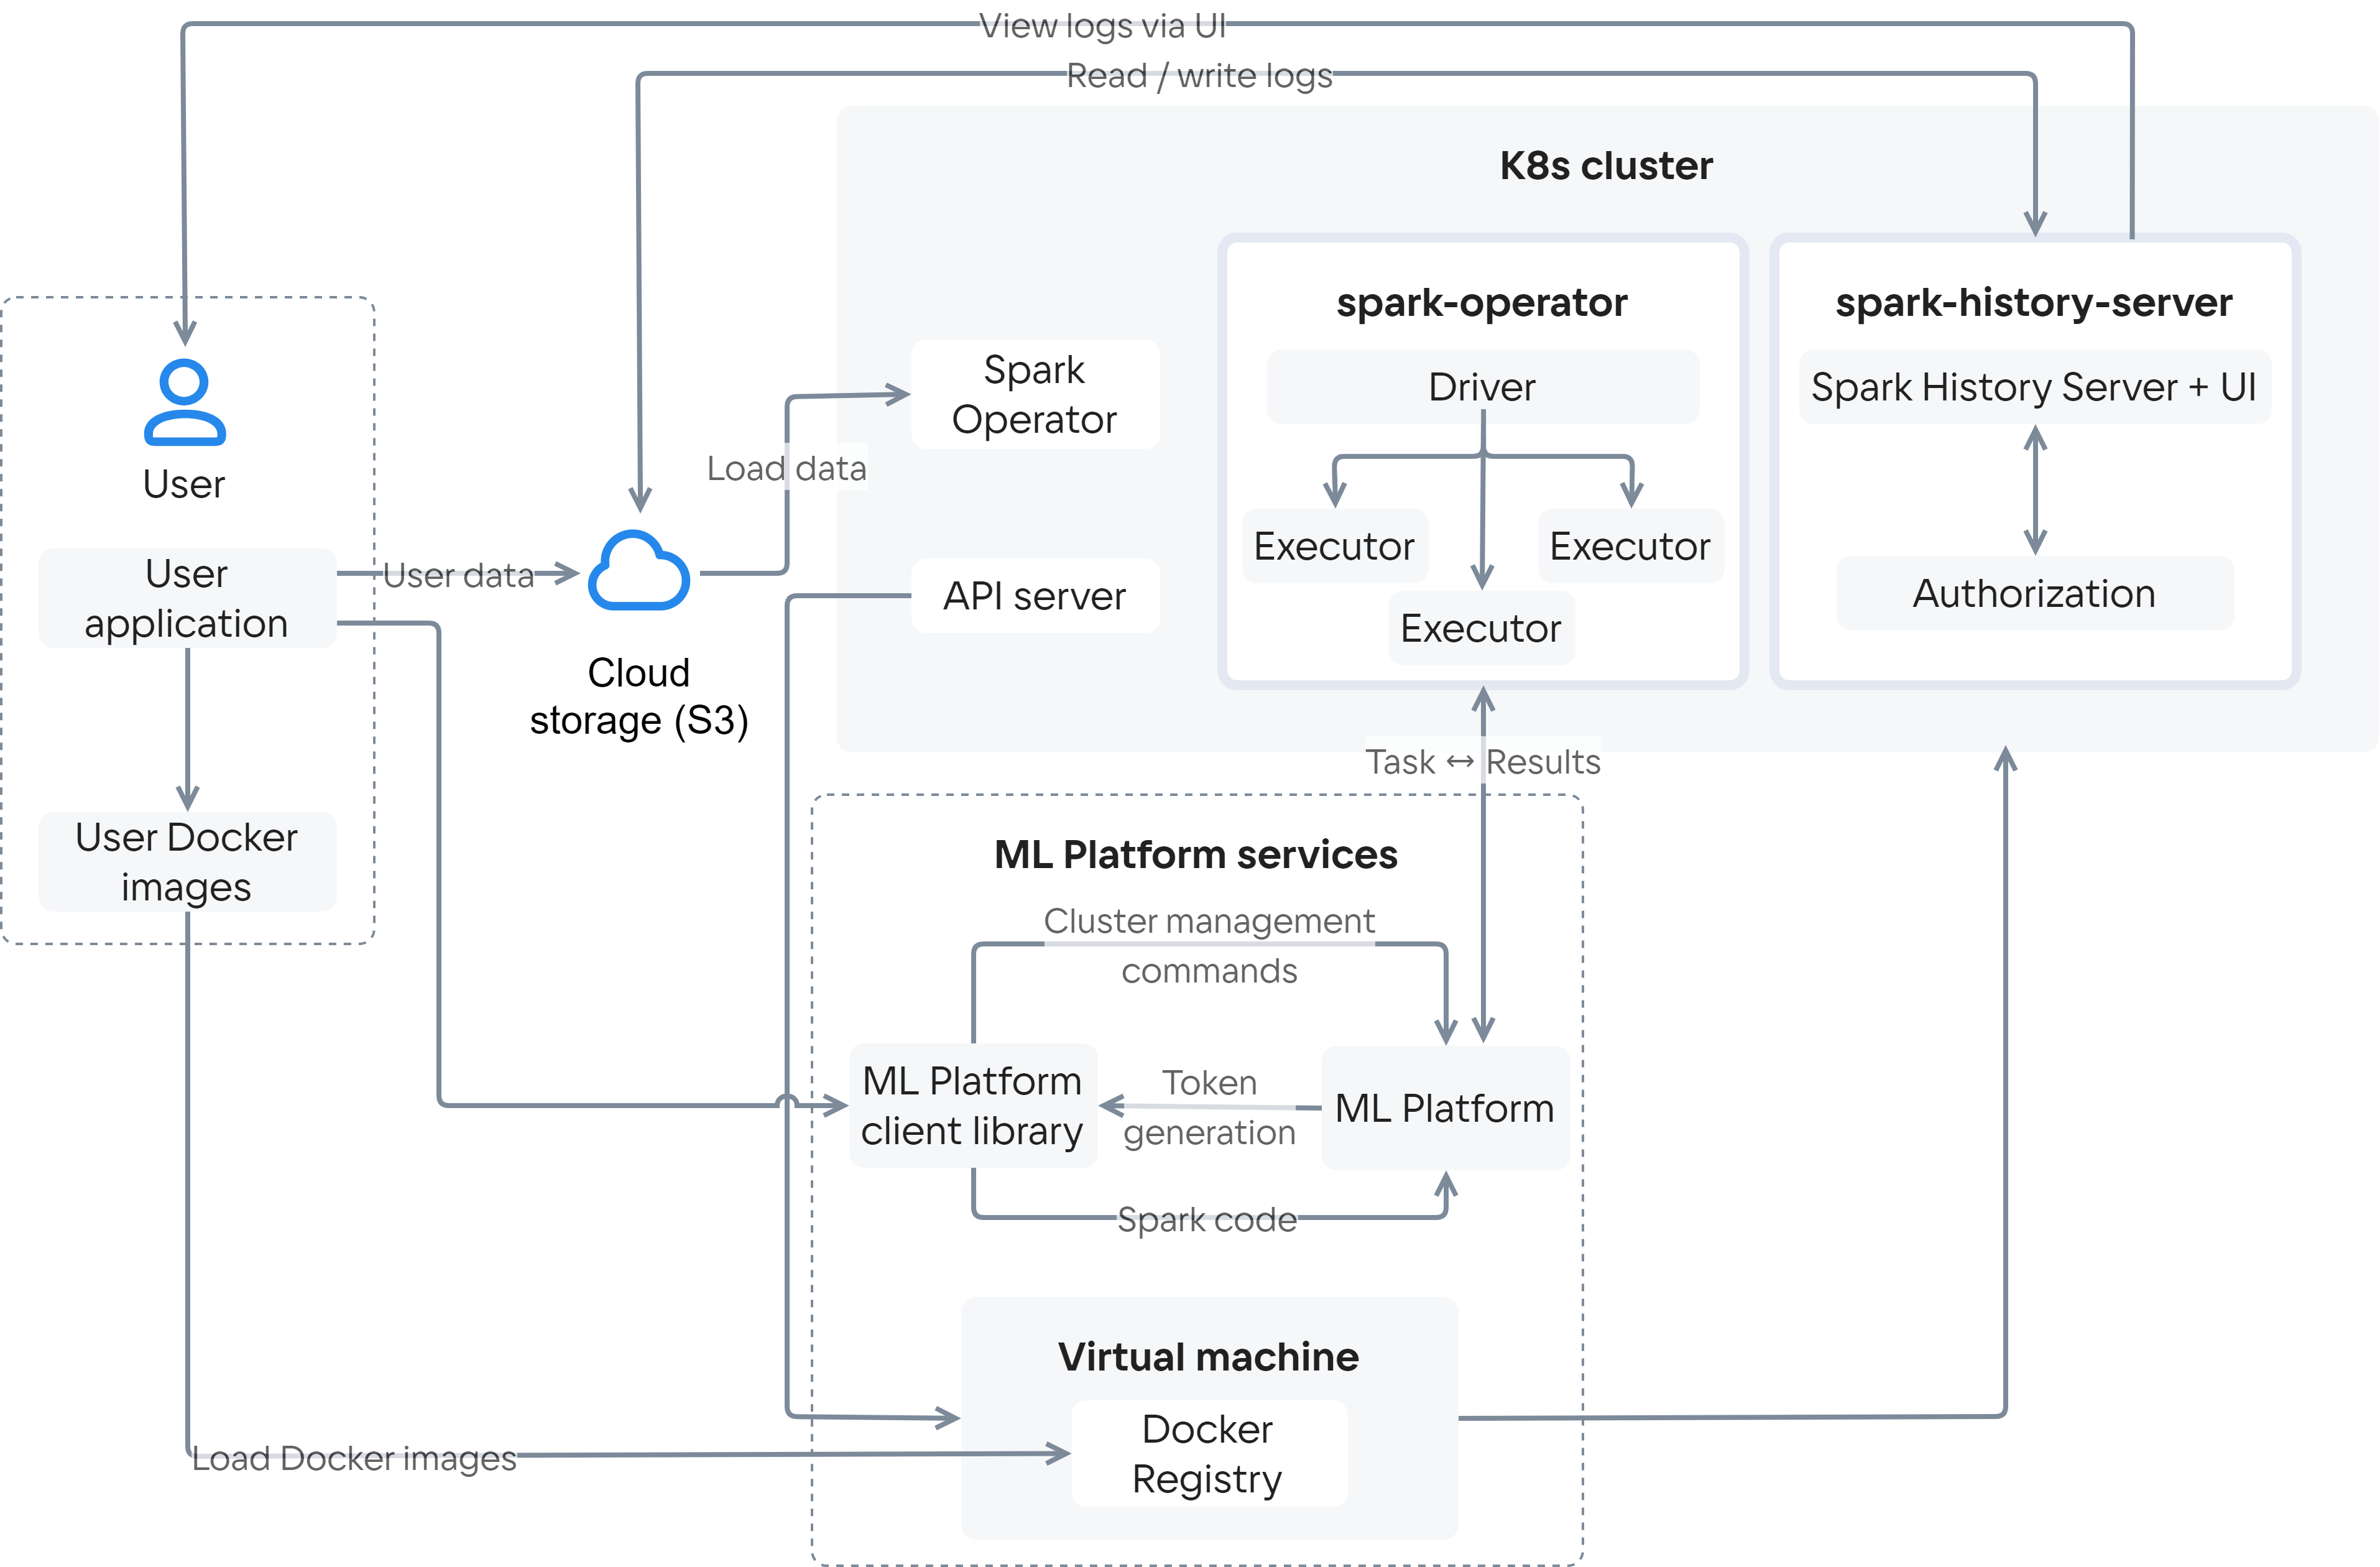 View logs via UI
Read / write logs
K8s cluster
spark-operator
spark-history-server
Spark
Operator
Driver
Spark History Server + UI
Load data
User
Executor
Executor
User
application
User data
API server
Authorization
Executor
Cloud
storage (S3)
Task ↔ Results
User Docker
images
ML Platform services
Cluster management
commands
ML Platform
client library
Token
generation
ML Platform
Spark code
Virtual machine
Docker
Registry
Load Docker images